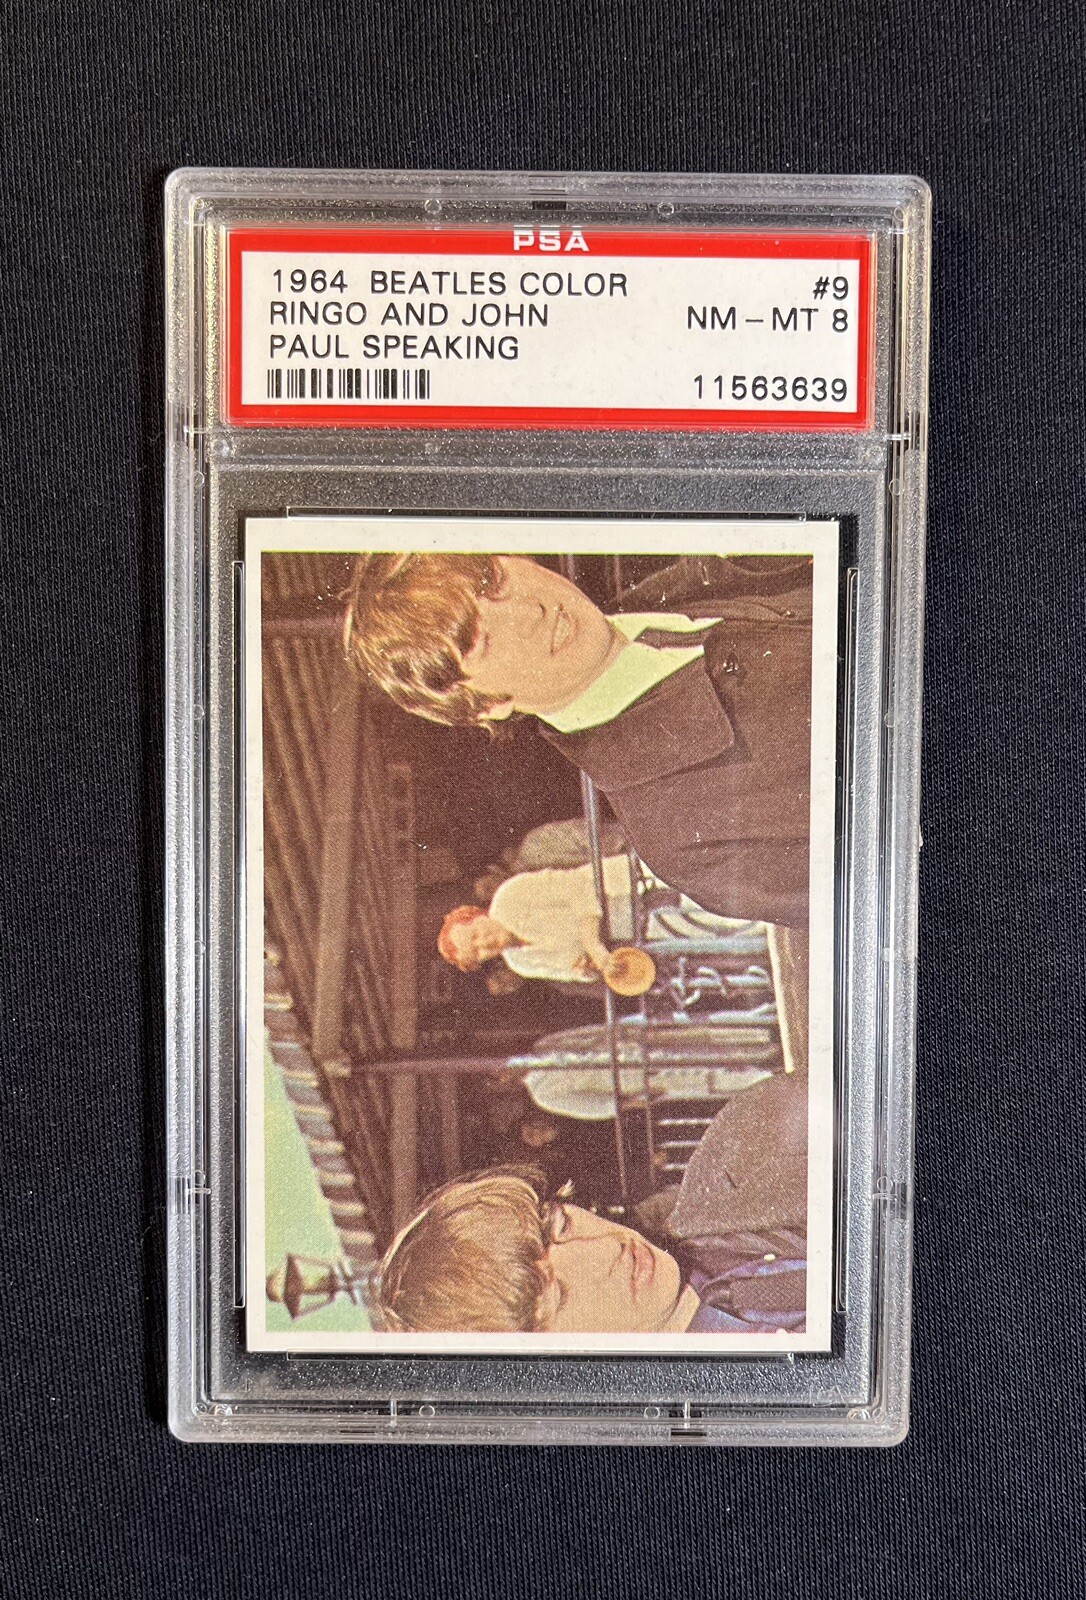 PSA
1964 BEATLES COLOR #9
RINGO AND JOHN NM-MT 8
PAUL SPEAKING
11563639